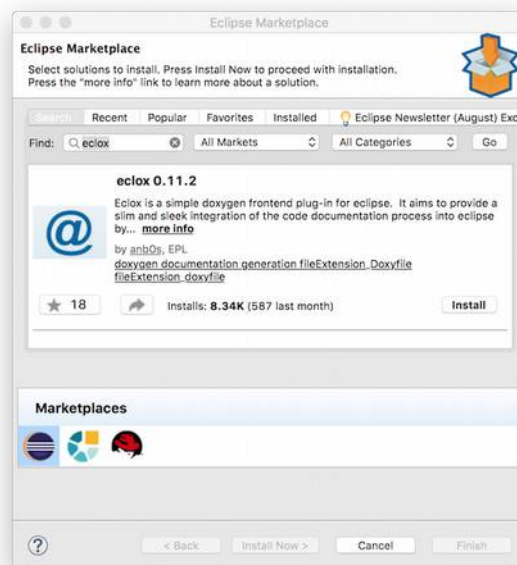 Eclipse Marketplace
Eclipse Marketplace
Select solutions to install. Press Install Now to proceed with installation.
Press the "more info" link to learn more about a solution.
Search Recent Popular Favorites Installed Eclipse Newsletter (August) Exc
Find: eclox All Markets All Categories Go
eclox 0.11.2
Eclox is a simple doxygen frontend plug-in for eclipse. It aims to provide a
slim and sleek integration of the code documentation process into eclipse
by... more info
by anb0s, EPL
doxygen documentation generation fileExtension_Doxyfile
fileExtension_doxyfile
18 Installs: 8.34K (587 last month) Install
Marketplaces
? < Back Install Now > Cancel Finish